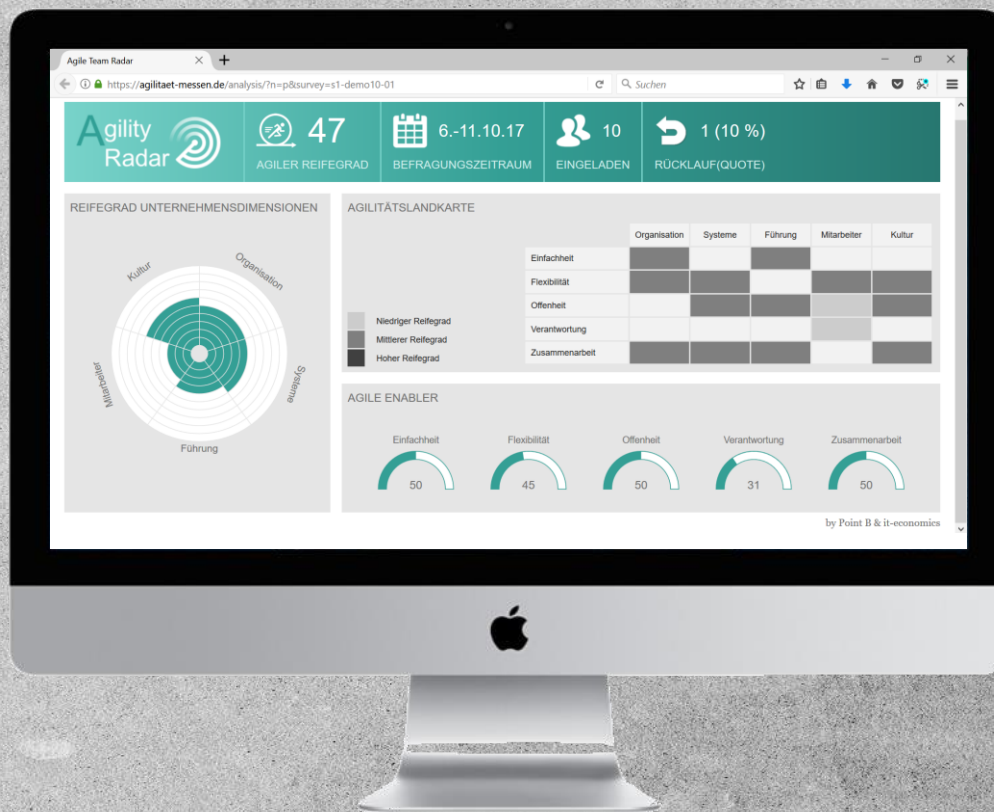 Agile Team Radar
https://agilitaet-messen.de/analysis/?n=p&survey=s1-demo10-01
Suchen
Agility
Radar
47
AGILER REIFEGRAD
6.-11.10.17
BEFRAGUNGSZEITRAUM
10
EINGELADEN
1 (10 %)
RÜCKLAUF(QUOTE)
REIFEGRAD UNTERNEHMENSDIMENSIONEN
Kultur
Organisation
Mitarbeiter
Systeme
Führung
AGILITÄTSLANDKARTE
Organisation Systeme Führung Mitarbeiter Kultur
Einfachheit
Flexibilität
Offenheit
Verantwortung
Zusammenarbeit
Niedriger Reifegrad
Mittlerer Reifegrad
Hoher Reifegrad
AGILE ENABLER
Einfachheit Flexibilität Offenheit Verantwortung Zusammenarbeit
50 45 50 31 50
by Point B & it-economics